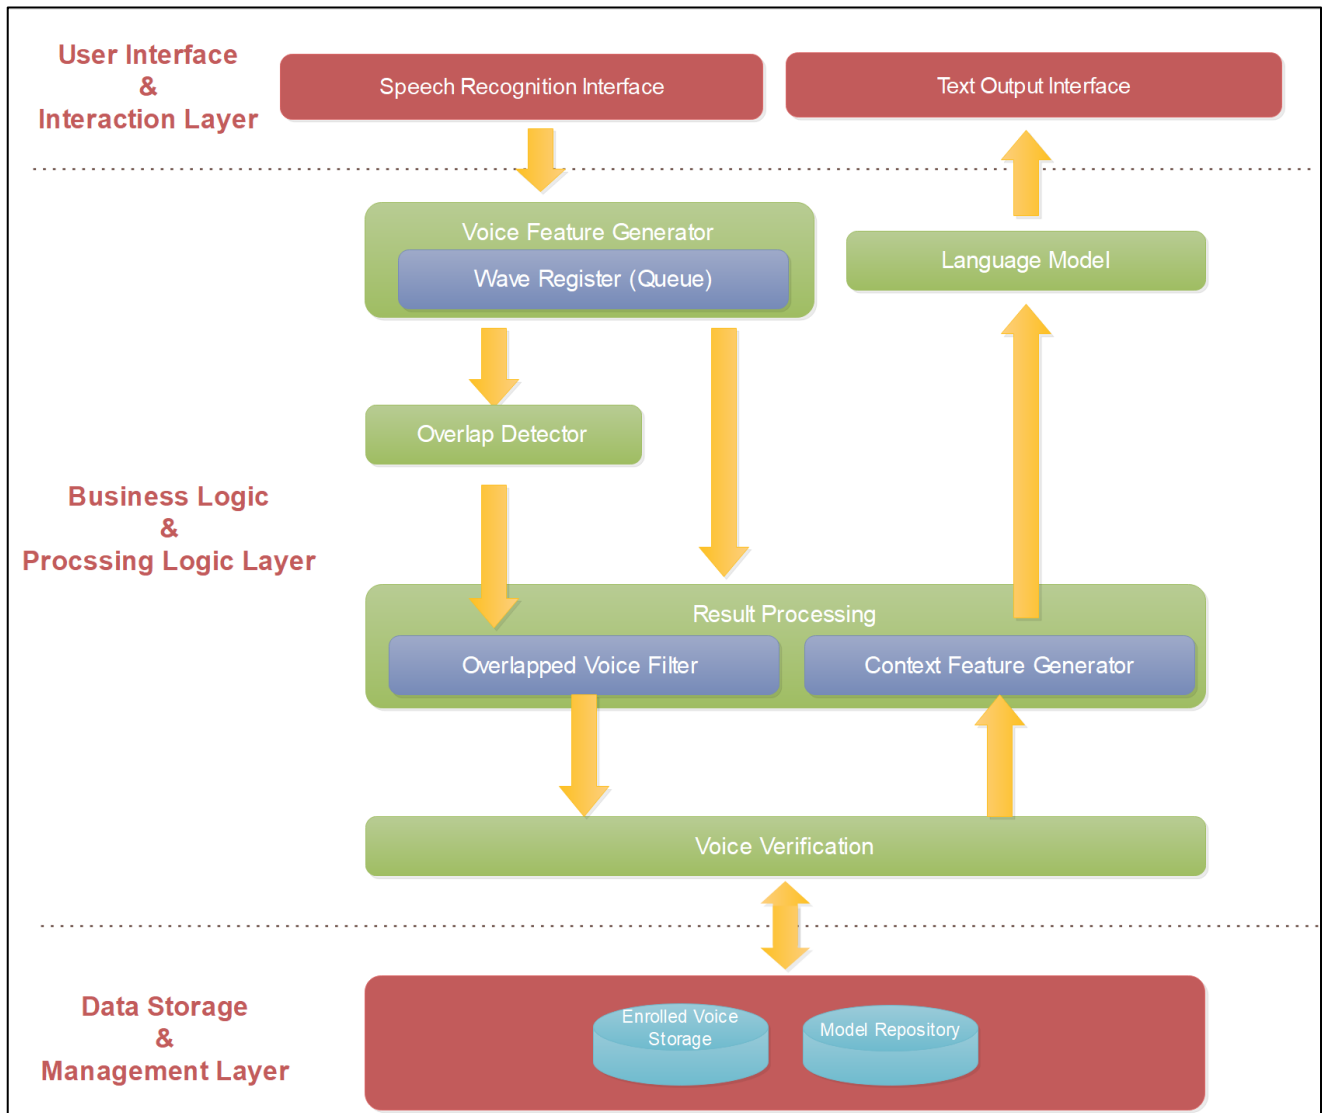 User Interface
&
Interaction Layer
Speech Recognition Interface
Text Output Interface
Voice Feature Generator
Wave Register (Queue)
Language Model
Overlap Detector
Business Logic
&
Procssing Logic Layer
Result Processing
Overlapped Voice Filter
Context Feature Generator
Voice Verification
Data Storage
&
Management Layer
Enrolled Voice
Storage
Model Repository